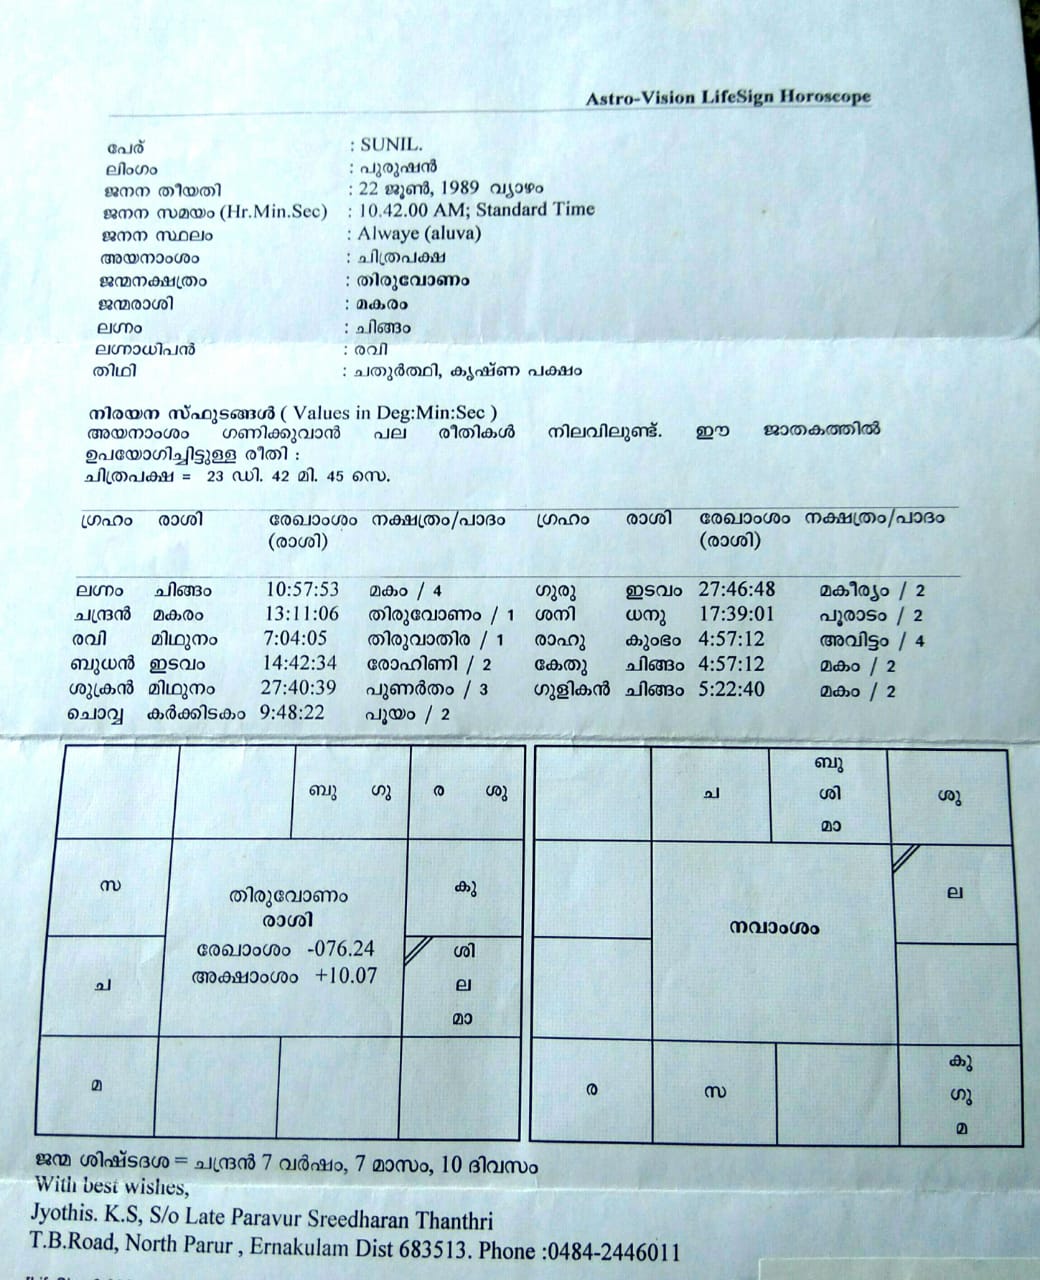 Astro-Vision LifeSign Horoscope
പേര് : SUNIL.
ലിംഗം : പുരുഷൻ
ജനന തീയതി : 22 ജൂൺ, 1989 വ്യാഴം
ജനന സമയം (Hr.Min.Sec) : 10.42.00 AM; Standard Time
ജനന സ്ഥലം : Alwaye (aluva)
അയനാംശം : ചിത്രപക്ഷ
ജന്മനക്ഷത്രം : തിരുവോണം
ജന്മരാശി : മകരം
ലഗ്നം : ചിങ്ങം
ലഗ്നാധിപൻ : രവി
തിഥി : ചതുർത്ഥി, കൃഷ്ണ പക്ഷം
നിരയന സ്ഫുടങ്ങൾ ( Values in Deg:Min:Sec )
അയനാംശം ഗണിക്കുവാൻ പല രീതികൾ നിലവിലുണ്ട്. ഈ ജാതകത്തിൽ
ഉപയോഗിച്ചിട്ടുള്ള രീതി :
ചിത്രപക്ഷ = 23 ഡി. 42 മി. 45 സെ.
ഗ്രഹം രാശി രേഖാംശം നക്ഷത്രം/പാദം ഗ്രഹം രാശി രേഖാംശം നക്ഷത്രം/പാദം
(രാശി) (രാശി)
ലഗ്നം ചിങ്ങം 10:57:53 മകം / 4 ഗുരു ഇടവം 27:46:48 മകീര്യം / 2
ചന്ദ്രൻ മകരം 13:11:06 തിരുവോണം / 1 ശനി ധനു 17:39:01 പൂരാടം / 2
രവി മിഥുനം 7:04:05 തിരുവാതിര / 1 രാഹു കുംഭം 4:57:12 അവിട്ടം / 4
ബുധൻ ഇടവം 14:42:34 രോഹിണി / 2 കേതു ചിങ്ങം 4:57:12 മകം / 2
ശുക്രൻ മിഥുനം 27:40:39 പുണർതം / 3 ഗുളികൻ ചിങ്ങം 5:22:40 മകം / 2
ചൊവ്വ കർക്കിടകം 9:48:22 പൂയം / 2
ബു ഗു ര ശു
സ
കു
തിരുവോണം
രാശി
രേഖാംശം -076.24
അക്ഷാംശം +10.07
ച
ശി
ല
മാ
മ
ച
ബു
ശി
മാ
ശു
ല
നവാംശം
ര
സ
കു
ഗു
മ
ജന്മ ശിഷ്ടദശ = ചന്ദ്രൻ 7 വർഷം, 7 മാസം, 10 ദിവസം
With best wishes,
Jyothis. K.S, S/o Late Paravur Sreedharan Thanthri
T.B.Road, North Parur , Ernakulam Dist 683513. Phone :0484-2446011